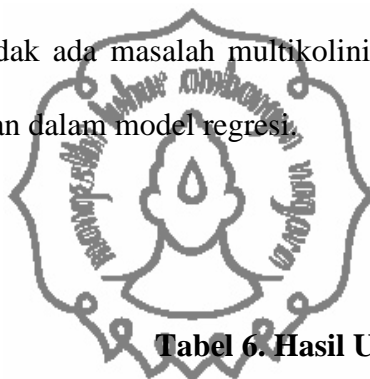 dak ada masalah multikolini
an dalam model regresi.
Tabel 6. Hasil U